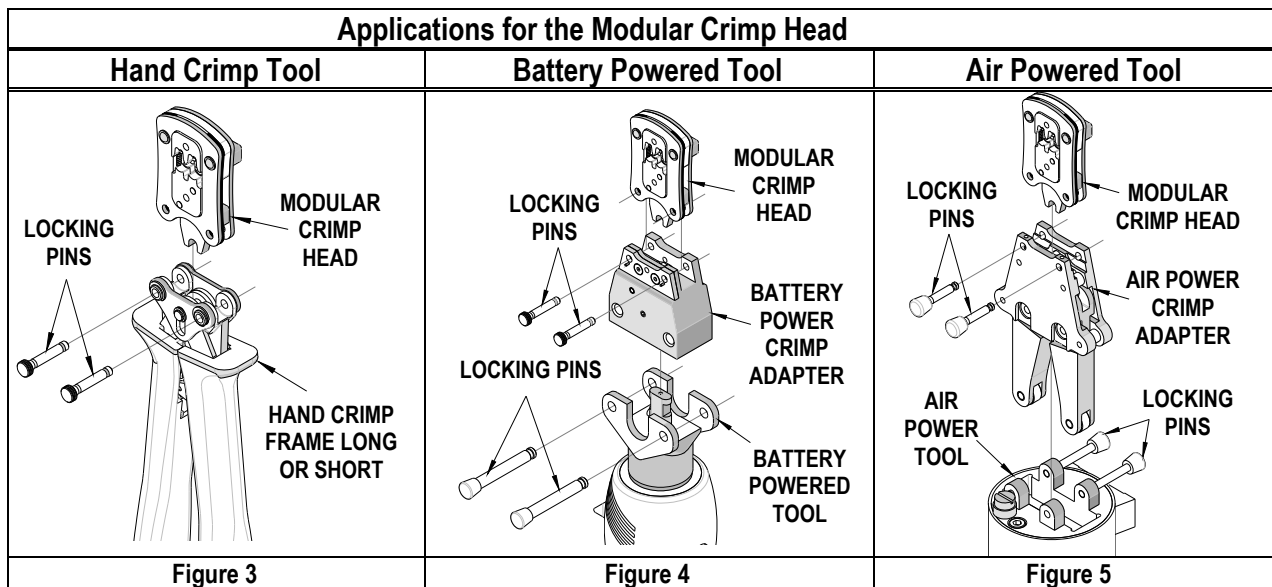 Applications for the Modular Crimp Head
Hand Crimp Tool
Battery Powered Tool
Air Powered Tool
MODULAR
CRIMP
HEAD
LOCKING
PINS
HAND CRIMP
FRAME LONG
OR SHORT
MODULAR
CRIMP
HEAD
LOCKING
PINS
BATTERY
POWER
CRIMP
ADAPTER
LOCKING PINS
BATTERY
POWERED
TOOL
LOCKING
PINS
MODULAR
CRIMP HEAD
AIR POWER
CRIMP
ADAPTER
AIR
POWER
TOOL
LOCKING
PINS
Figure 3
Figure 4
Figure 5